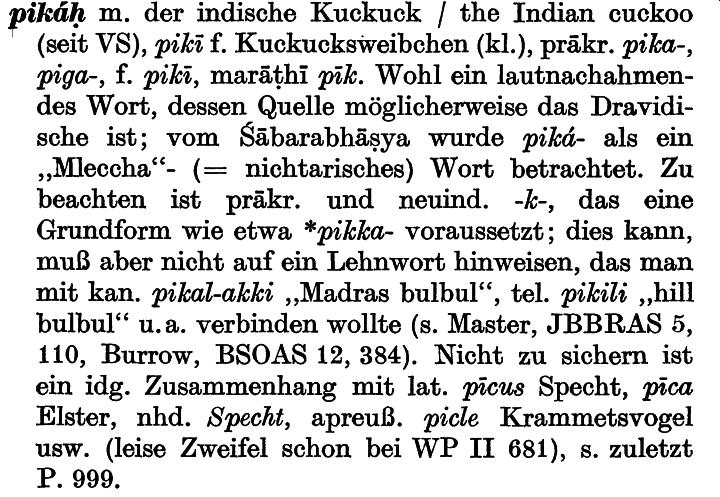 pikáḥ m. der indische Kuckuck / the Indian cuckoo
(seit VS), pikī f. Kuckucksweibchen (kl.), prākr. pika-,
piga-, f. pikī, marāṭhī pīk. Wohl ein lautnachahmen-
des Wort, dessen Quelle möglicherweise das Dravidi-
sche ist; vom Śābarabhāṣya wurde piká- als ein
„Mleccha“- (= nichtarisches) Wort betrachtet. Zu
beachten ist prākr. und neuind. -k-, das eine
Grundform wie etwa *pikka- voraussetzt; dies kann,
muß aber nicht auf ein Lehnwort hinweisen, das man
mit kan. pikal-akki „Madras bulbul“, tel. pikili „hill
bulbul“ u. a. verbinden wollte (s. Master, JBBRAS 5,
110, Burrow, BSOAS 12, 384). Nicht zu sichern ist
ein idg. Zusammenhang mit lat. pīcus Specht, pīca
Elster, nhd. Specht, apreuß. picle Krammetsvogel
usw. (leise Zweifel schon bei WP II 681), s. zuletzt
P. 999.